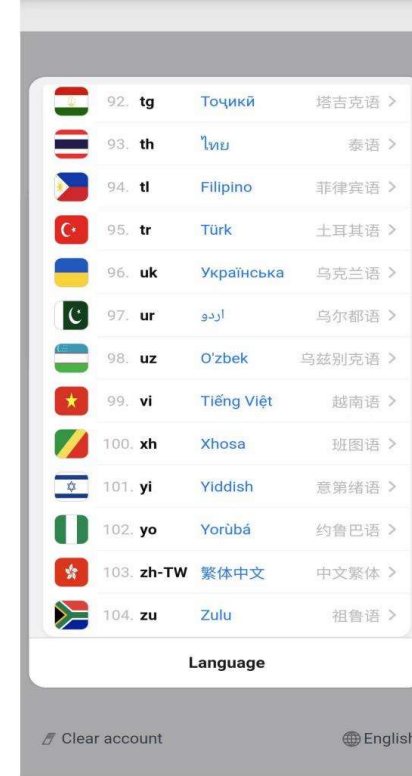 92. tg Тоҷикӣ 塔吉克语 >
93. th ไทย 泰语 >
94. tl Filipino 菲律宾语 >
95. tr Türk 土耳其语 >
96. uk Українська 乌克兰语 >
97. ur اردو 乌尔都语 >
98. uz O'zbek 乌兹别克语 >
99. vi Tiếng Việt 越南语 >
100. xh Xhosa 班图语 >
101. yi Yiddish 意第绪语 >
102. yo Yorùbá 约鲁巴语 >
103. zh-TW 繁体中文 中文繁体 >
104. zu Zulu 祖鲁语 >
Language
Clear account English